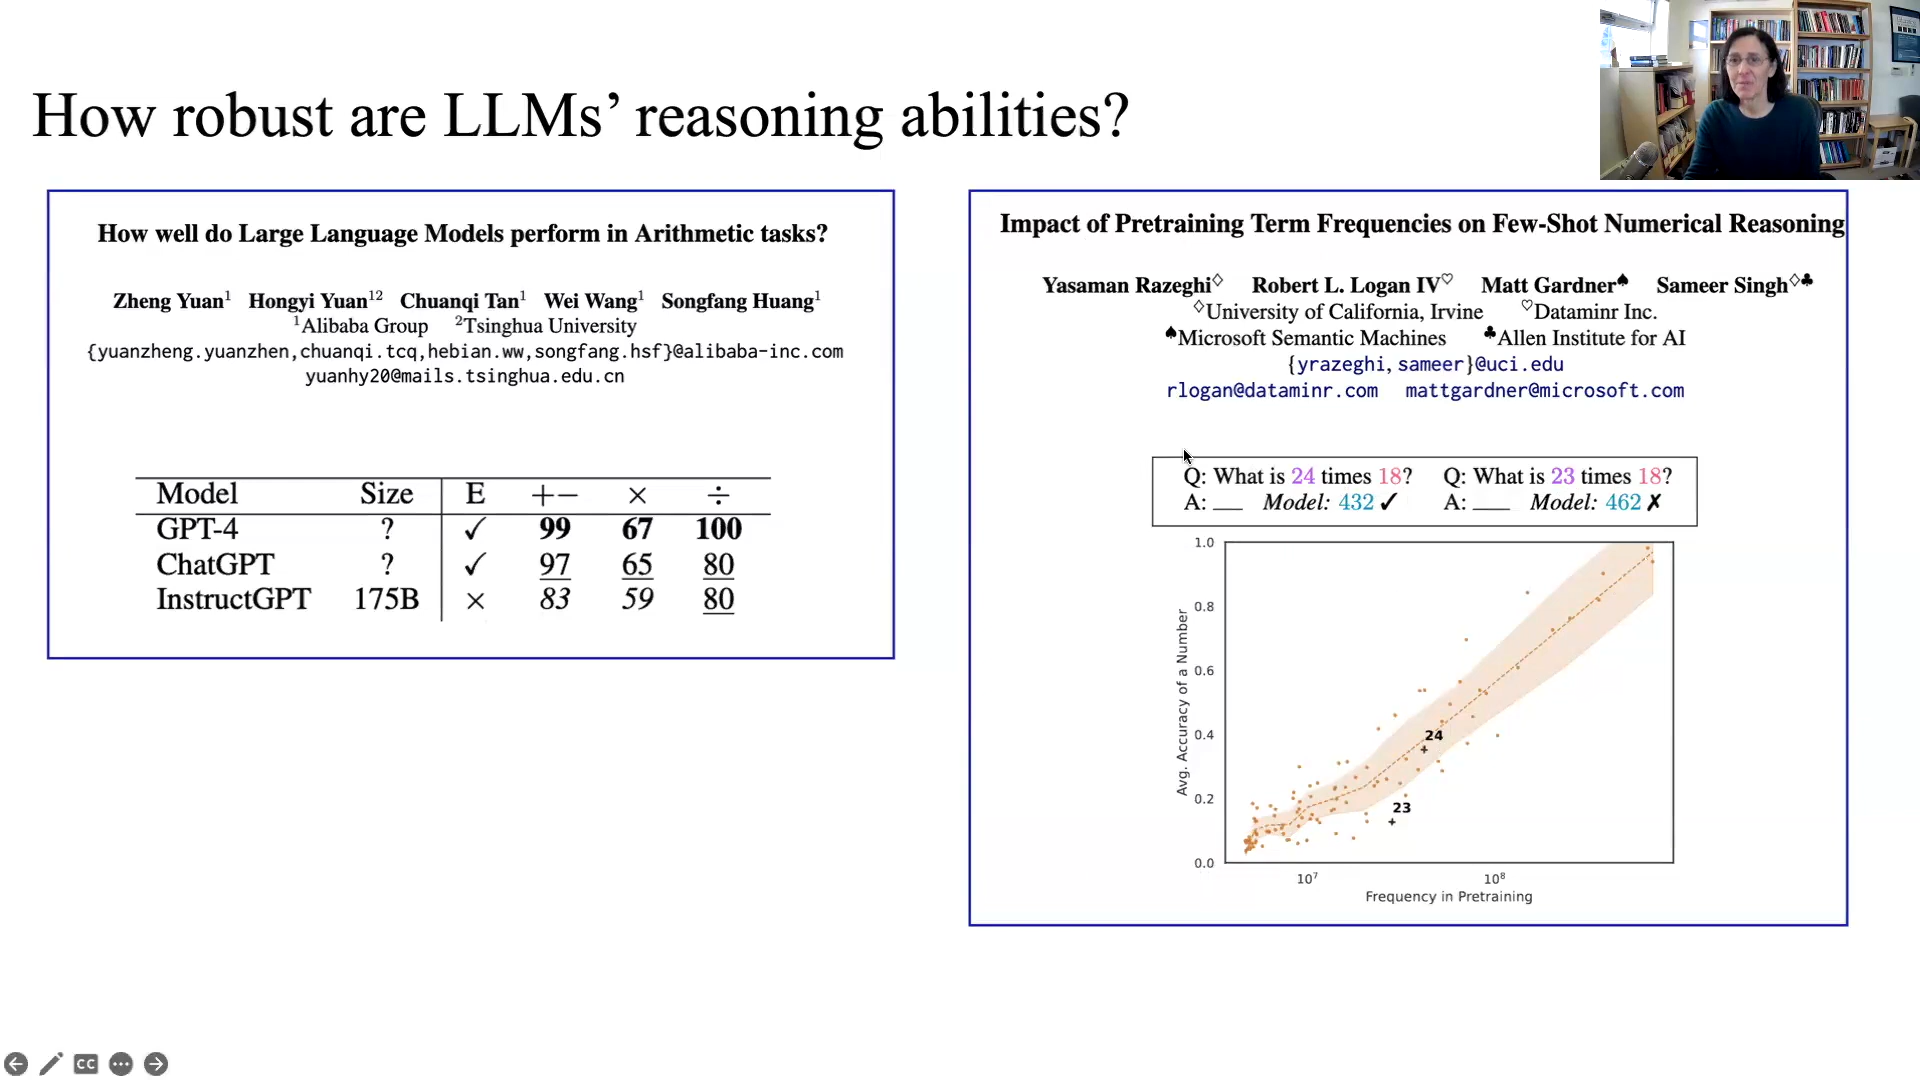 How robust are LLMs’ reasoning abilities?
How well do Large Language Models perform in Arithmetic tasks?
Zheng Yuan¹ Hongyi Yuan¹² Chuanqi Tan¹ Wei Wang¹ Songfang Huang¹
¹Alibaba Group ²Tsinghua University
{yuanzheng.yuanzhen,chuanqi.tcq,hebian.ww,songfang.hsf}@alibaba-inc.com
yuanhy20@mails.tsinghua.edu.cn
Model Size E +− × ÷
GPT-4 ? ✓ 99 67 100
ChatGPT ? ✓ 97 65 80
InstructGPT 175B × 83 59 80
Impact of Pretraining Term Frequencies on Few-Shot Numerical Reasoning
Yasaman Razeghi♢ Robert L. Logan IV♡ Matt Gardner♠ Sameer Singh♢♣
♢University of California, Irvine ♡Dataminr Inc.
♠Microsoft Semantic Machines ♣Allen Institute for AI
{yrazeghi, sameer}@uci.edu
rlogan@dataminr.com mattgardner@microsoft.com
Q: What is 24 times 18? Q: What is 23 times 18?
A: ___ Model: 432 ✓ A: ___ Model: 462 ✗
1.0
0.8
0.6
0.4
0.2
0.0
Avg. Accuracy of a Number
24
23
10⁷ 10⁸
Frequency in Pretraining
CC